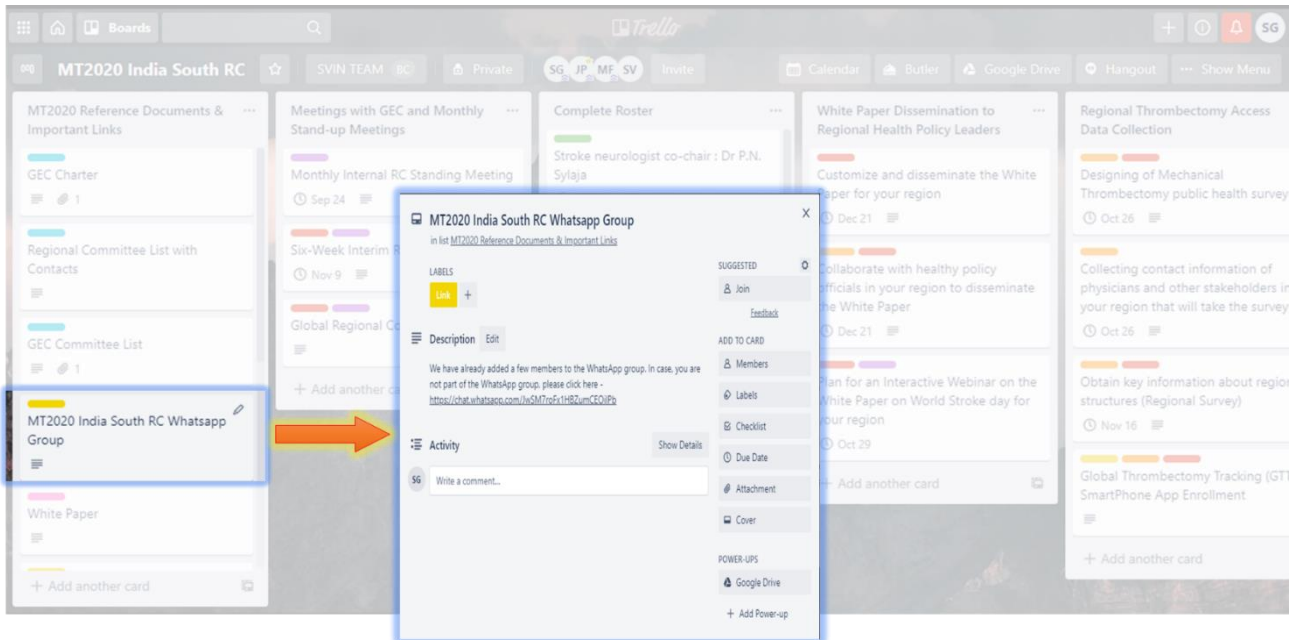 Boards
Trello
SG
MT2020 India South RC
SVIN TEAM BC
Private
SG JP MF SV
Invite
Calendar
Butler
Google Drive
Hangout
Show Menu
MT2020 Reference Documents & Important Links
GEC Charter
1
Regional Committee List with
Contacts
GEC Committee List
1
MT2020 India South RC Whatsapp
Group
White Paper
+ Add another card
Meetings with GEC and Monthly
Stand-up Meetings
Monthly Internal RC Standing Meeting
Sep 24
Six-Week Interim R
Nov 9
Global Regional Co
+ Add another ca
Complete Roster
Stroke neurologist co-chair : Dr P.N.
Sylaja
MT2020 India South RC Whatsapp Group
in list MT2020 Reference Documents & Important Links
LABELS
Link +
Description Edit
We have already added a few members to the WhatsApp group. In case, you are
not part of the WhatsApp group, please click here -
Activity
Show Details
SG
Write a comment...
X
SUGGESTED
Join
Feedback
ADD TO CARD
Members
Labels
Checklist
Due Date
Attachment
Cover
POWER-UPS
Google Drive
+ Add Power-up
White Paper Dissemination to
Regional Health Policy Leaders
Customize and disseminate the White
aper for your region
Dec 21
Collaborate with healthy policy
officials in your region to disseminate
he White Paper
Dec 21
Plan for an Interactive Webinar on the
White Paper on World Stroke day for
our region
Oct 29
+ Add another card
Regional Thrombectomy Access
Data Collection
Designing of Mechanical
Thrombectomy public health survey
Oct 26
Collecting contact information of
physicians and other stakeholders in
your region that will take the survey
Oct 26
Obtain key information about region
structures (Regional Survey)
Nov 16
Global Thrombectomy Tracking (GTT
SmartPhone App Enrollment
+ Add another card